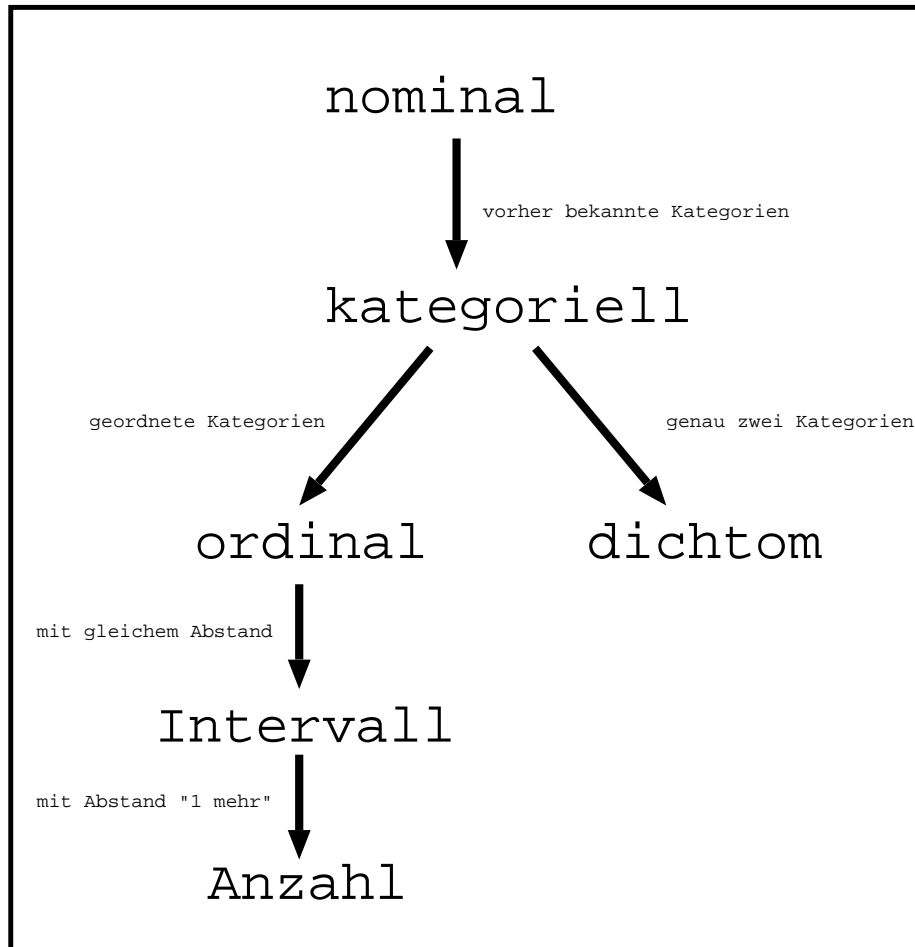 nominal
vorher bekannte Kategorien
kategoriell
geordnete Kategorien
genau zwei Kategorien
ordinal
dichtom
mit gleichem Abstand
Intervall
mit Abstand "1 mehr"
Anzahl